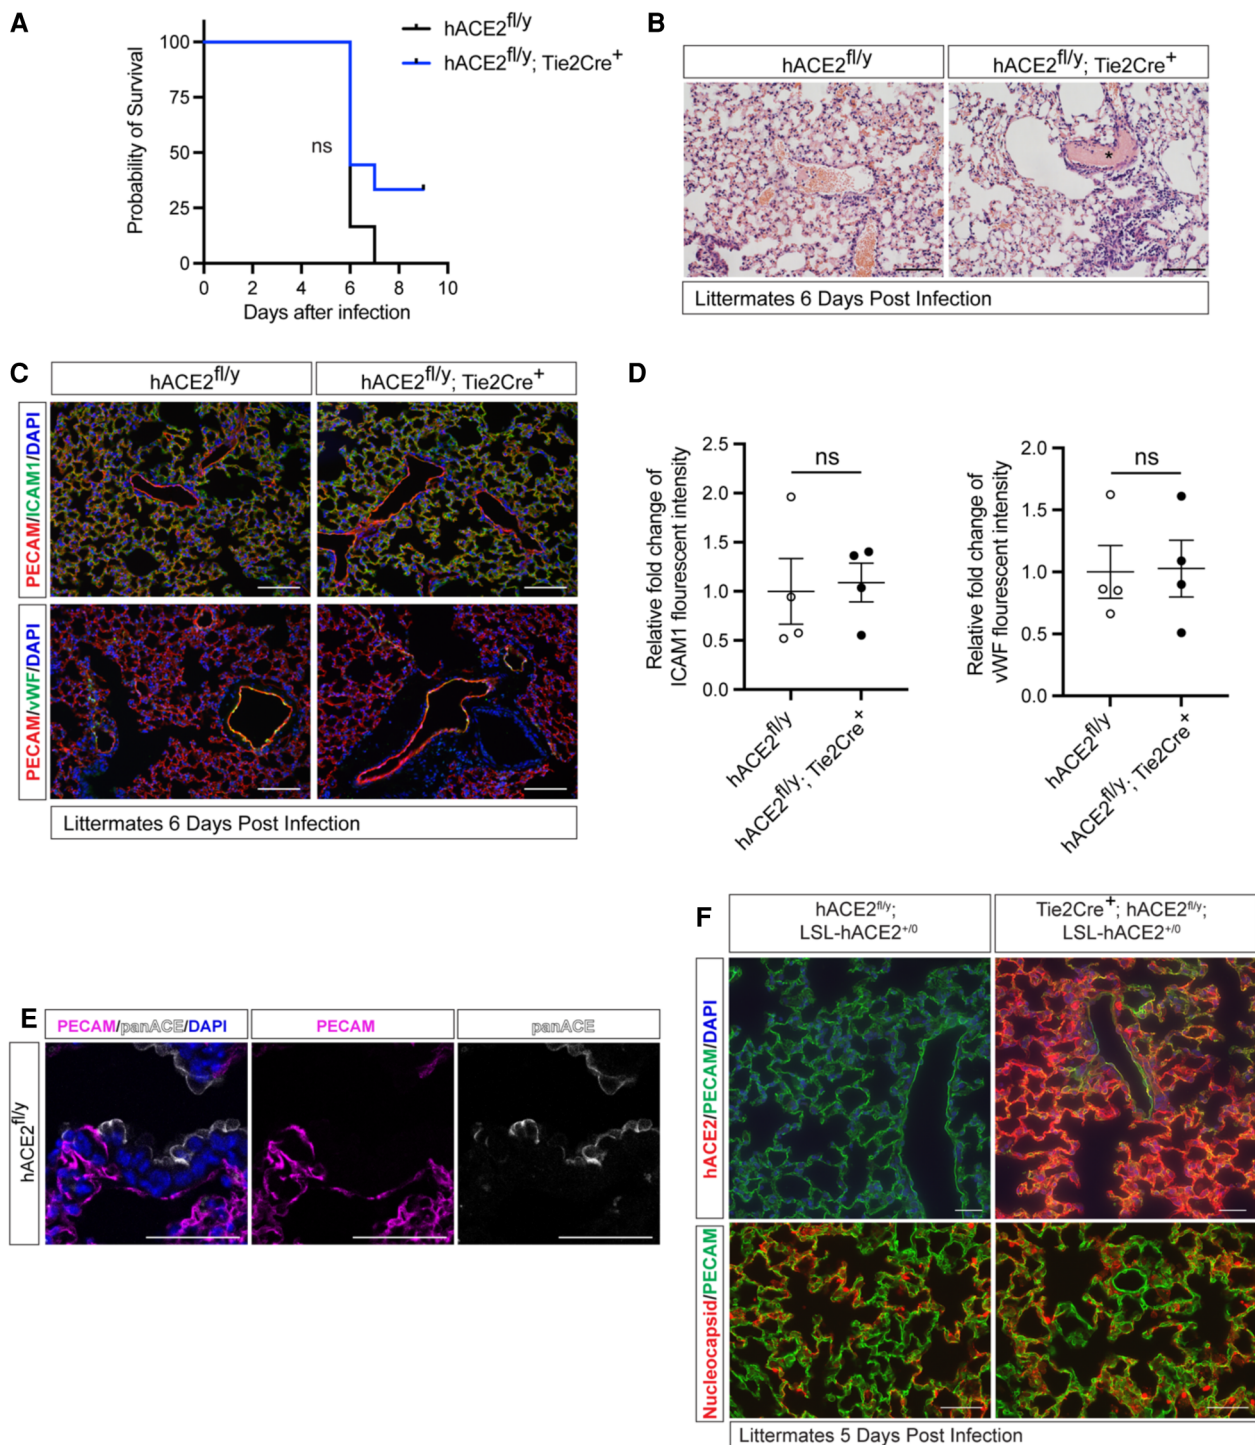 A
hACE2fl/y
hACE2fl/y; Tie2Cre+
Probability of Survival
100
75
50
25
0
ns
0 2 4 6 8 10
Days after infection
B
hACE2fl/y
hACE2fl/y; Tie2Cre+
*
Littermates 6 Days Post Infection
C
hACE2fl/y
hACE2fl/y; Tie2Cre+
PECAM/ICAM1/DAPI
PECAM/vWF/DAPI
Littermates 6 Days Post Infection
D
Relative fold change of
ICAM1 flourescent intensity
2.5
2.0
1.5
1.0
0.5
0.0
ns
hACE2fl/y
hACE2fl/y; Tie2Cre+
Relative fold change of
vWF flourescent intensity
2.0
1.5
1.0
0.5
0.0
ns
hACE2fl/y
hACE2fl/y; Tie2Cre+
E
PECAM/panACE/DAPI
PECAM
panACE
hACE2fl/y
F
hACE2fl/y;
LSL-hACE2+/0
Tie2Cre+; hACE2fl/y;
LSL-hACE2+/0
hACE2/PECAM/DAPI
Nucleocapsid/PECAM
Littermates 5 Days Post Infection